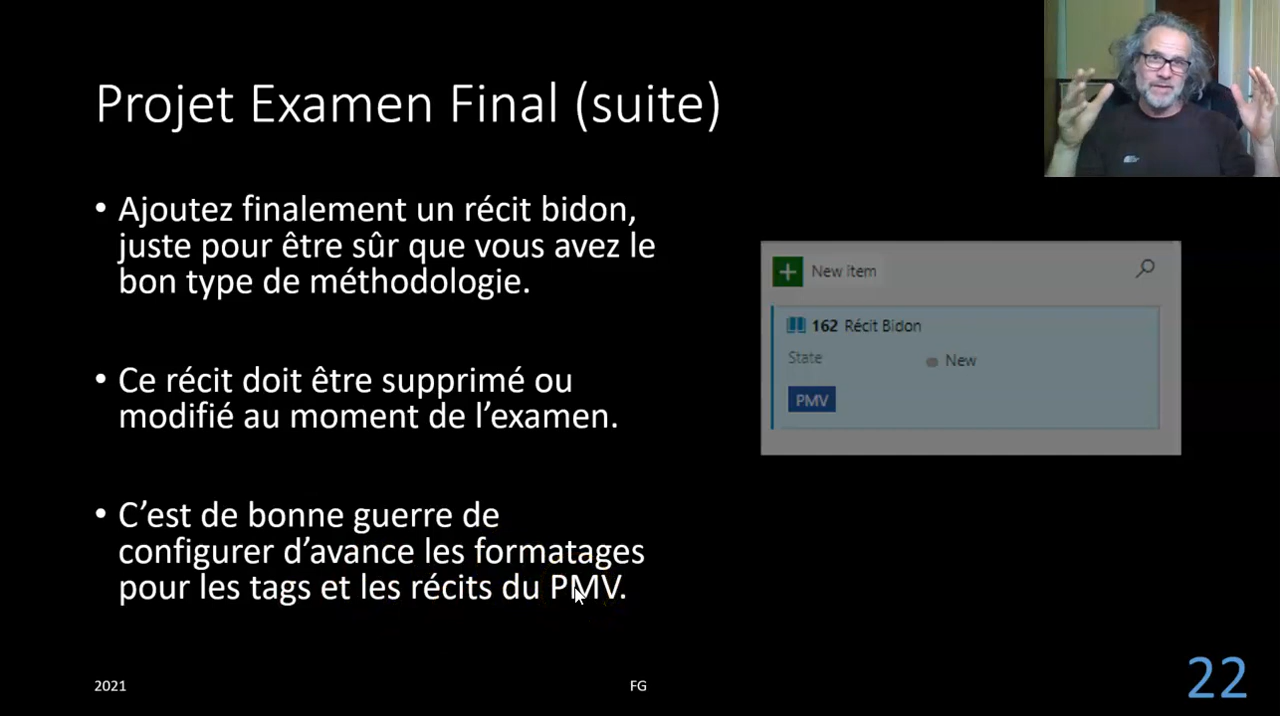 Projet Examen Final (suite)
• Ajoutez finalement un récit bidon,
juste pour être sûr que vous avez le
bon type de méthodologie.
• Ce récit doit être supprimé ou
modifié au moment de l’examen.
• C’est de bonne guerre de
configurer d’avance les formatages
pour les tags et les récits du PMV.
New item
162 Récit Bidon
State New
PMV
2021
FG
22